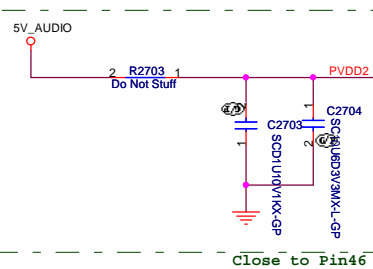 5V_AUDIO
2 R2703 1
PVDD2
Do Not Stuff
1
C2703
C2704
1
2
SCD1U10V1KX-GP
SC10U6D3V3MX-L-GP
Close to Pin46